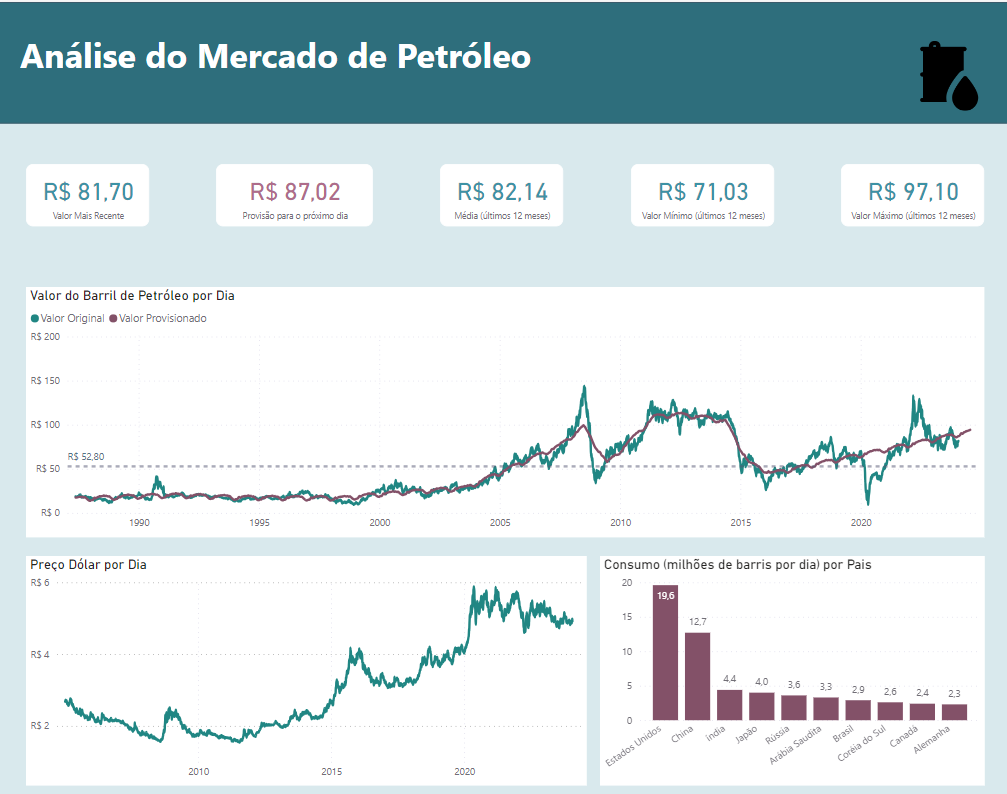 Análise do Mercado de Petróleo
R$ 81,70
Valor Mais Recente
R$ 87,02
Provisão para o próximo dia
R$ 82,14
Média (últimos 12 meses)
R$ 71,03
Valor Mínimo (últimos 12 meses)
R$ 97,10
Valor Máximo (últimos 12 meses)
Valor do Barril de Petróleo por Dia
Valor Original Valor Provisionado
R$ 200
R$ 150
R$ 100
R$ 52,80
R$ 50
R$ 0
1990 1995 2000 2005 2010 2015 2020
Preço Dólar por Dia
R$ 6
R$ 4
R$ 2
2010 2015 2020
Consumo (milhões de barris por dia) por Pais
20
15
10
5
0
19,6 12,7 4,4 4,0 3,6 3,3 2,9 2,6 2,4 2,3
Estados Unidos
China
índia
Japão
Rússia
Arábia Saudita
Brasil
Coréia do Sul
Canadá
Alemanha